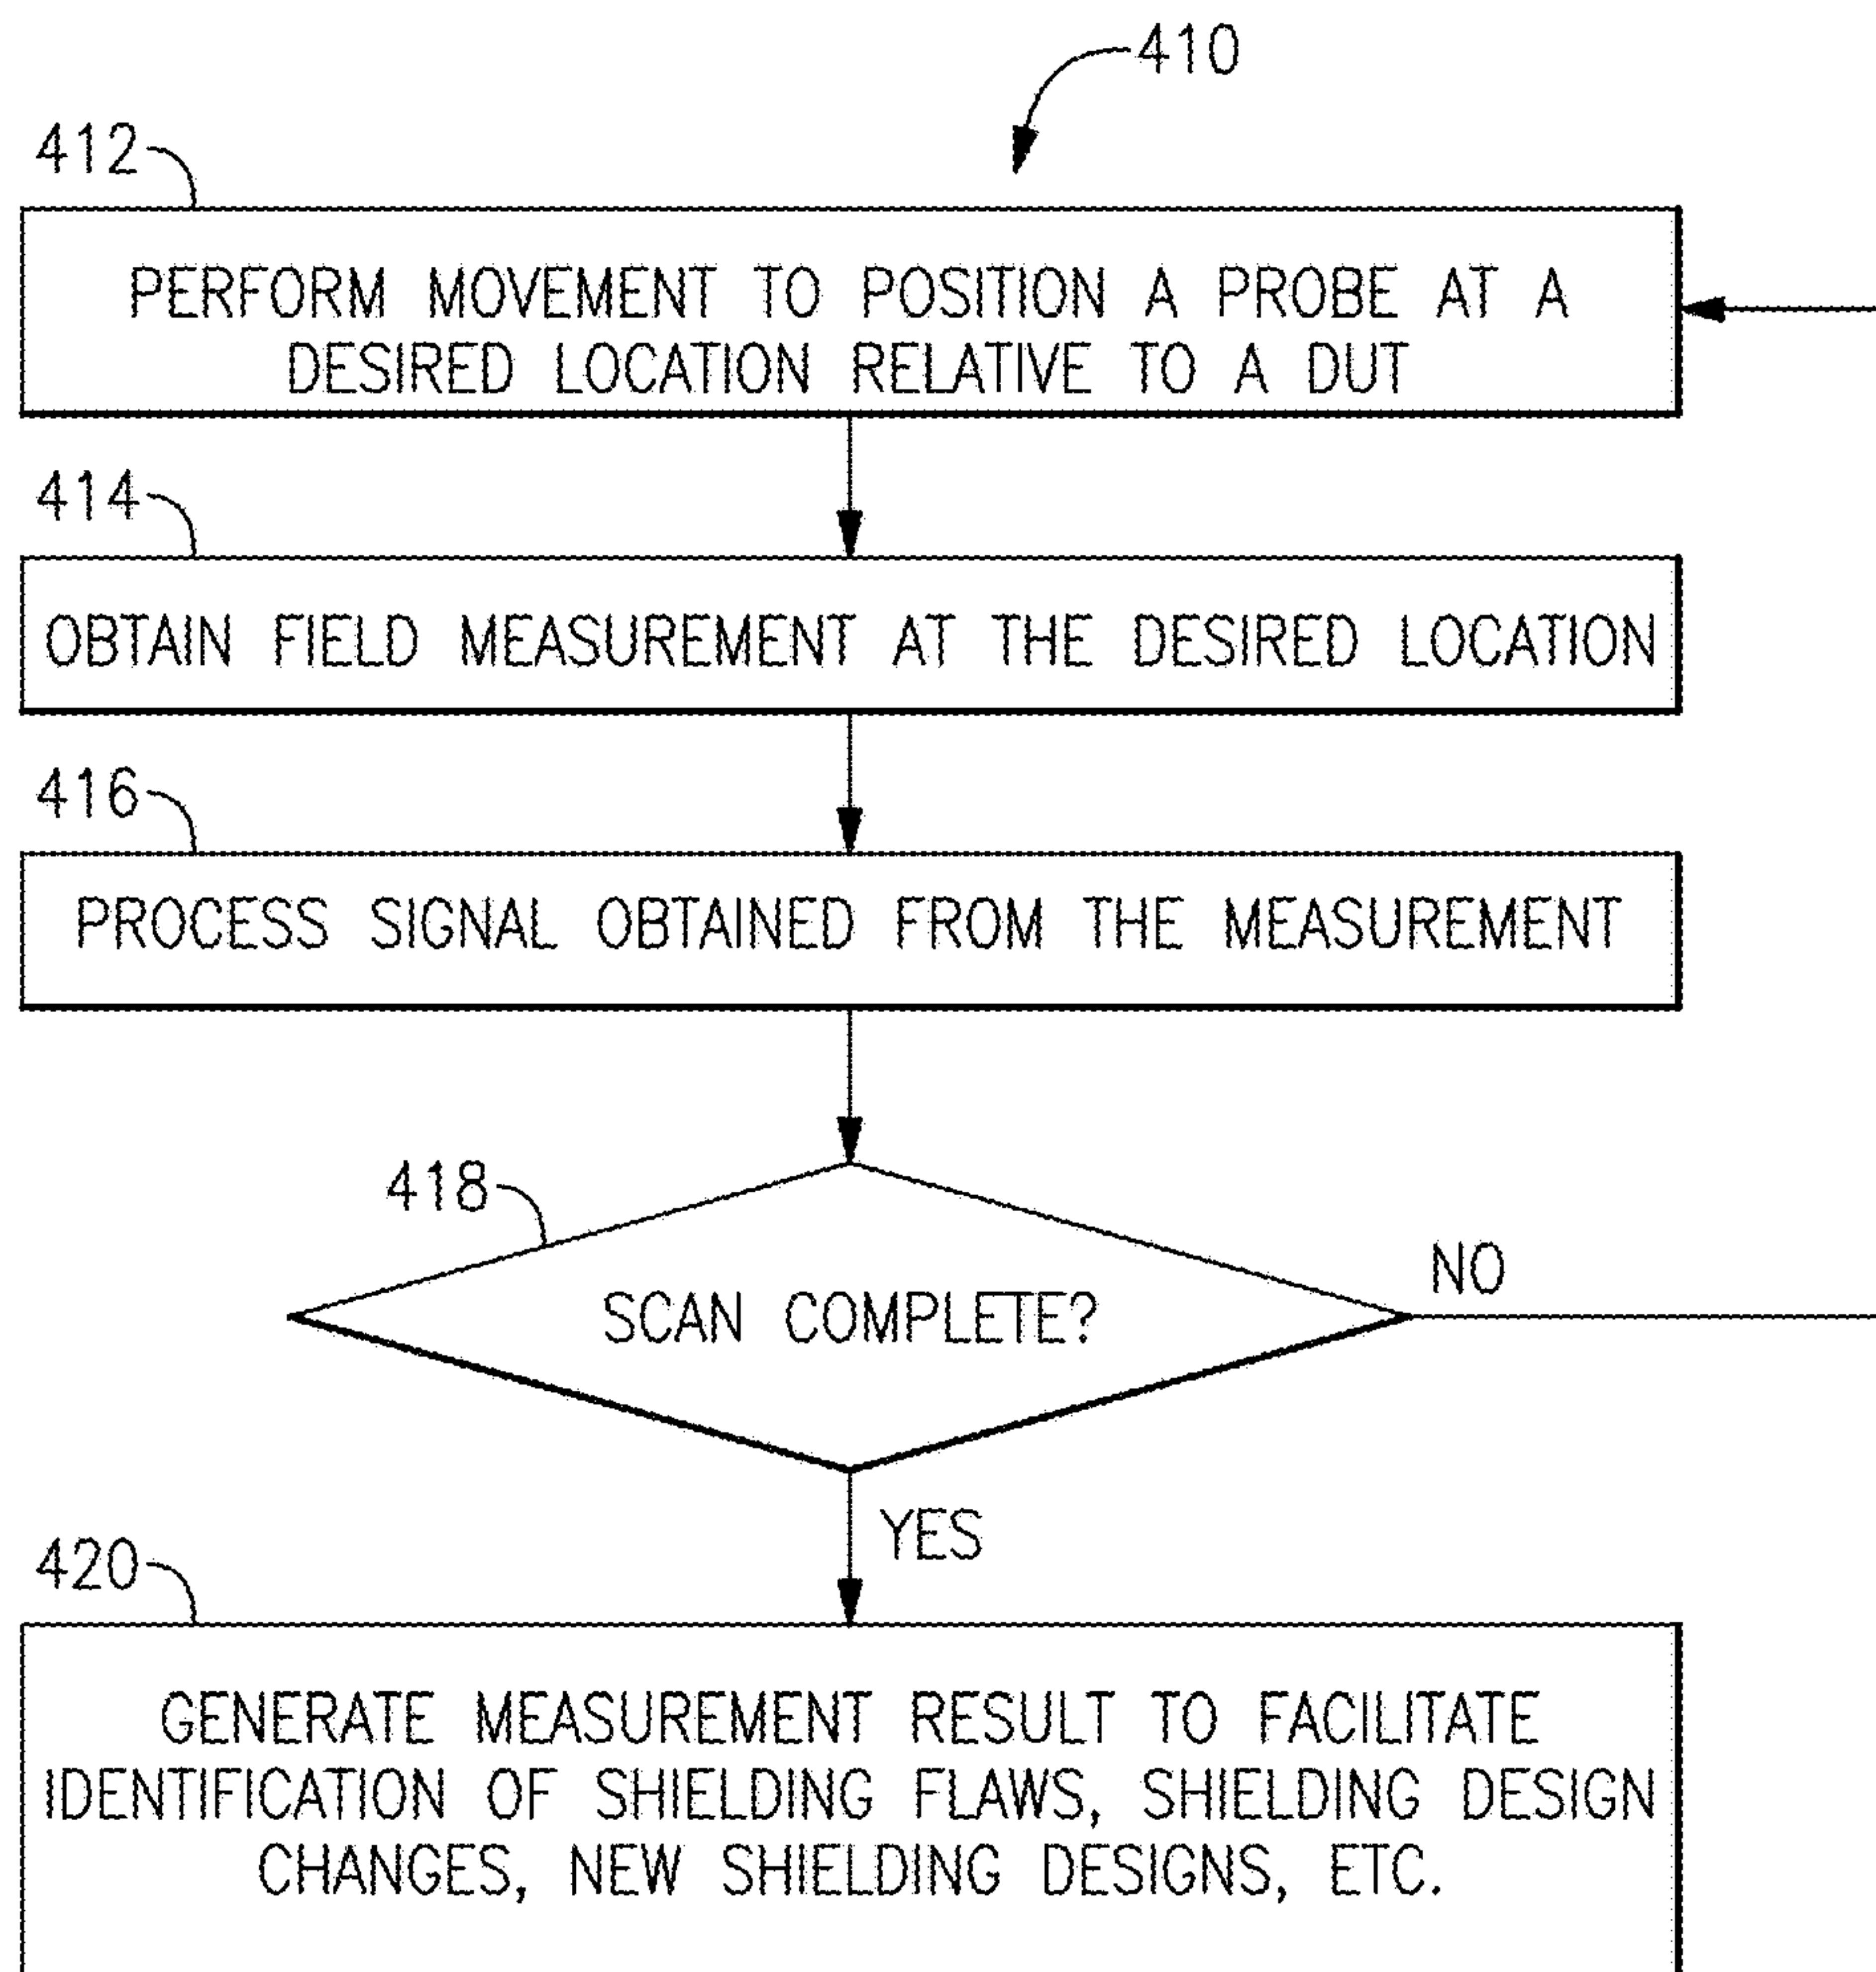 410
412
PERFORM MOVEMENT TO POSITION A PROBE AT A
DESIRED LOCATION RELATIVE TO A DUT
414
OBTAIN FIELD MEASUREMENT AT THE DESIRED LOCATION
416
PROCESS SIGNAL OBTAINED FROM THE MEASUREMENT
418
SCAN COMPLETE?
NO
YES
420
GENERATE MEASUREMENT RESULT TO FACILITATE
IDENTIFICATION OF SHIELDING FLAWS, SHIELDING DESIGN
CHANGES, NEW SHIELDING DESIGNS, ETC.